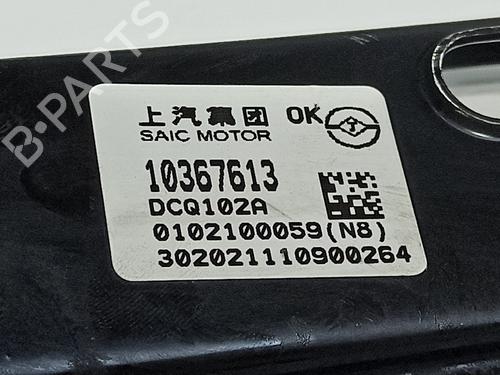 上汽集团 OK
SAIC MOTOR
10367613
DCQ102A
0102100059(N8)
302021110900264
B-PARTS